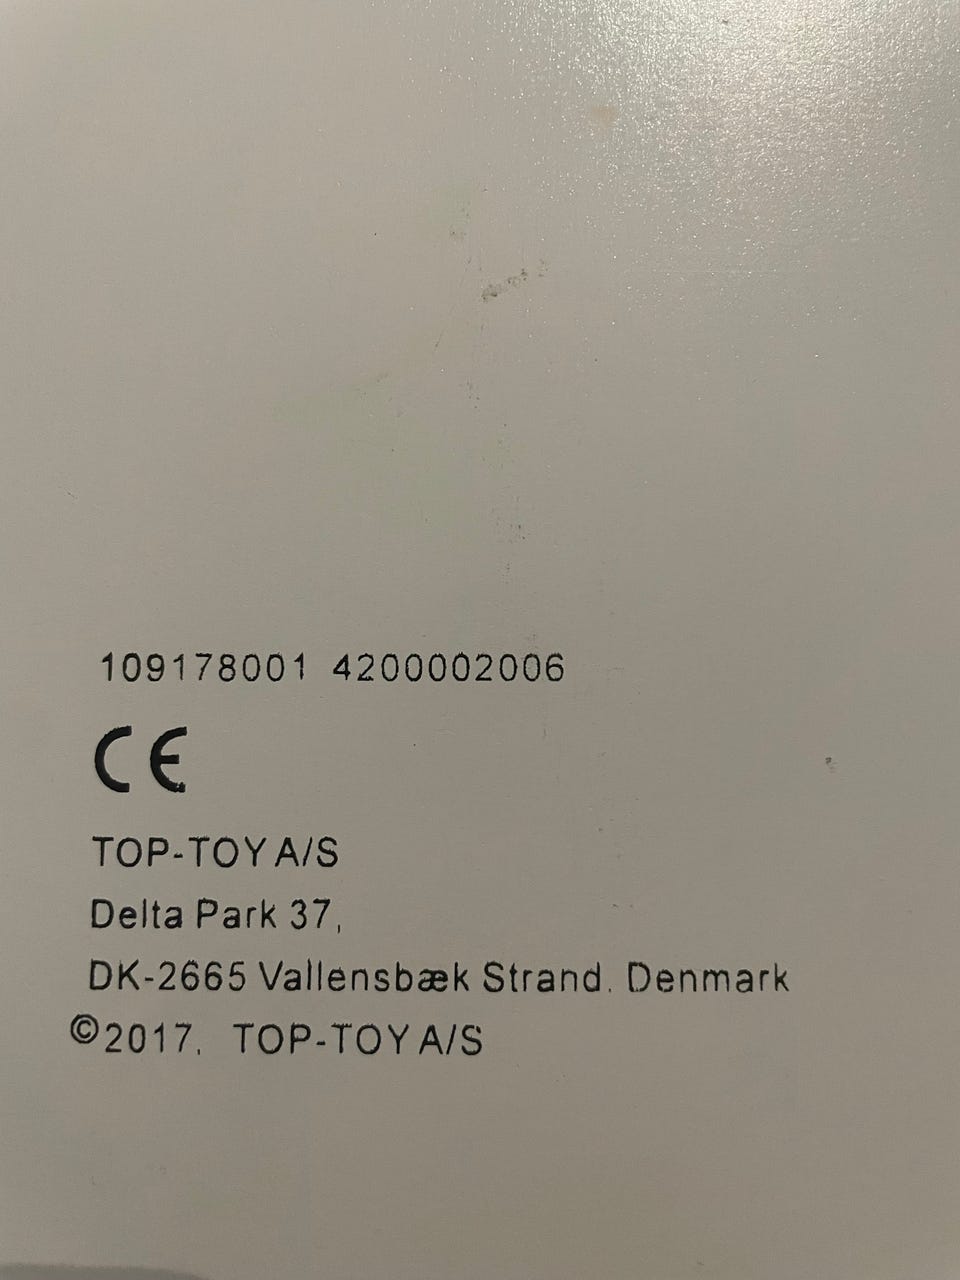 109178001 4200002006
CE
TOP-TOY A/S
Delta Park 37,
DK-2665 Vallensbæk Strand. Denmark
©2017, TOP-TOY A/S